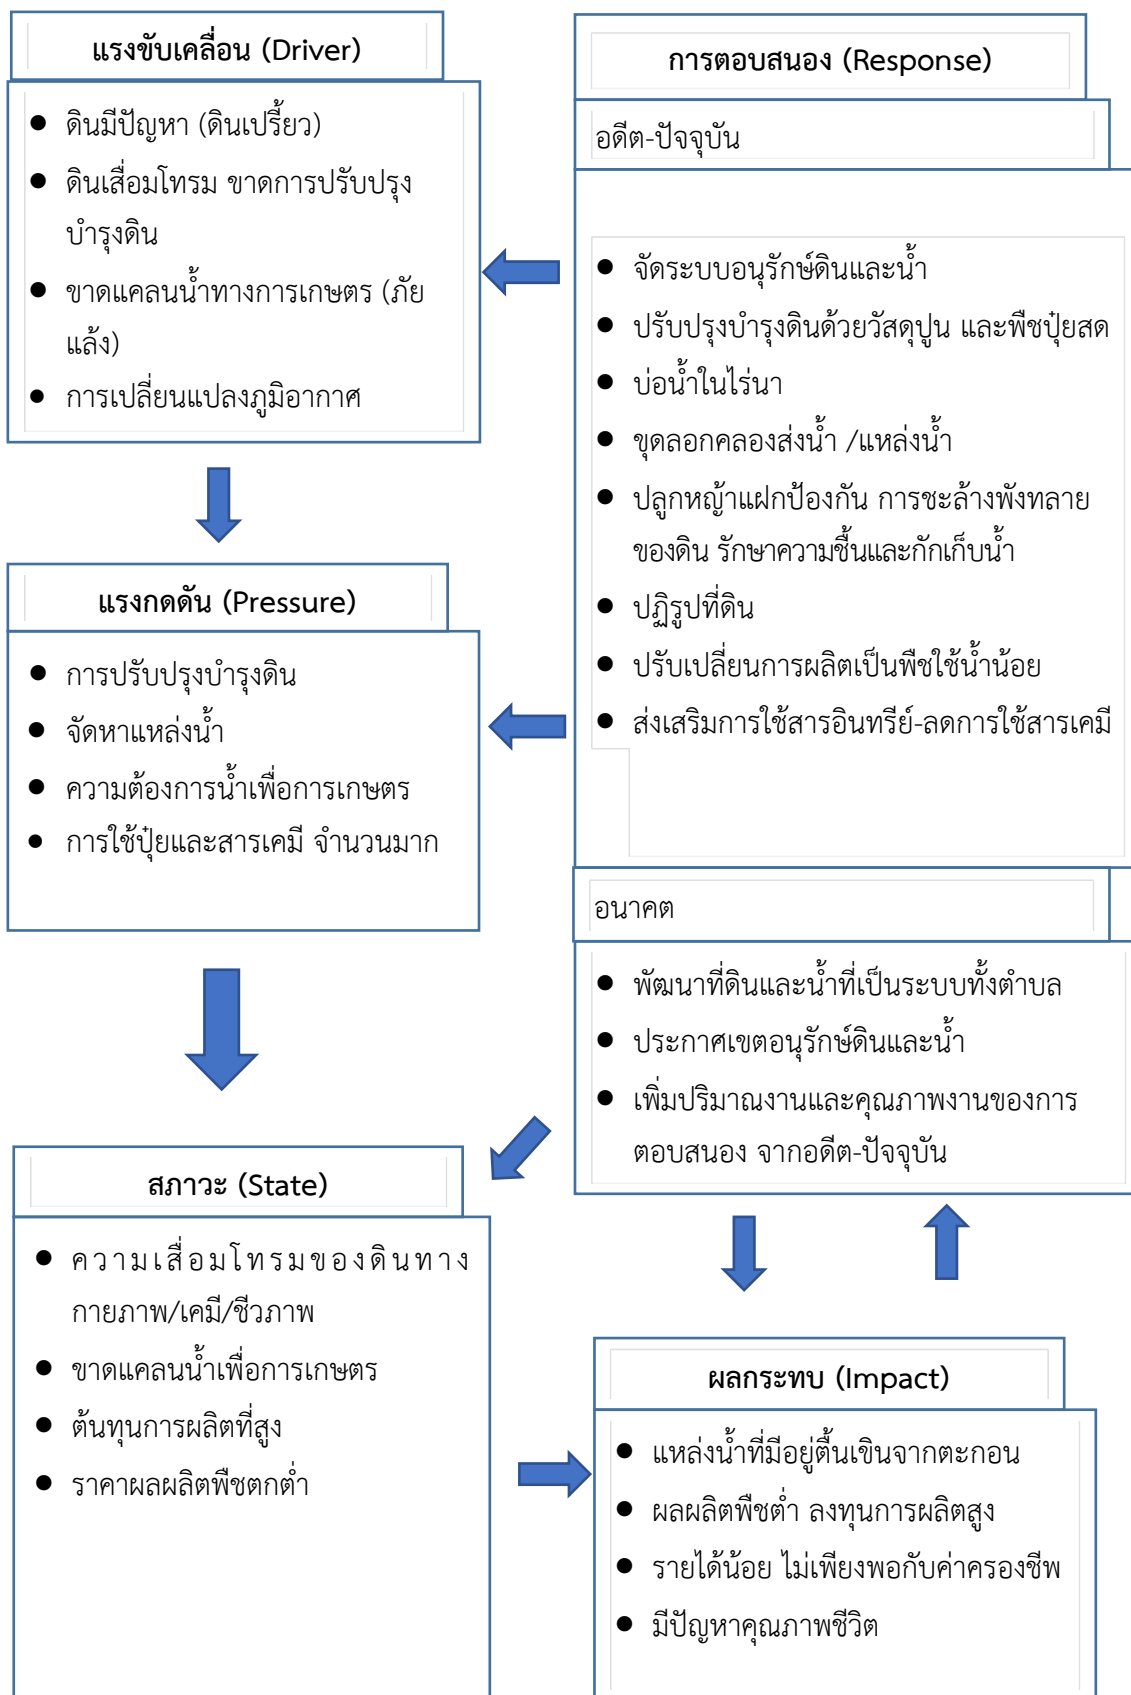 แรงขับเคลื่อน (Driver)
● ดินมีปัญหา (ดินเปรี้ยว)
● ดินเสื่อมโทรม ขาดการปรับปรุง
บำรุงดิน
● ขาดแคลนน้ำทางการเกษตร (ภัย
แล้ง)
● การเปลี่ยนแปลงภูมิอากาศ
แรงกดดัน (Pressure)
● การปรับปรุงบำรุงดิน
● จัดหาแหล่งน้ำ
● ความต้องการน้ำเพื่อการเกษตร
● การใช้ปุ๋ยและสารเคมี จำนวนมาก
สภาวะ (State)
● ความเสื่อมโทรมของดินทาง
กายภาพ/เคมี/ชีวภาพ
● ขาดแคลนน้ำเพื่อการเกษตร
● ต้นทุนการผลิตที่สูง
● ราคาผลผลิตพืชตกต่ำ
การตอบสนอง (Response)
อดีต-ปัจจุบัน
● จัดระบบอนุรักษ์ดินและน้ำ
● ปรับปรุงบำรุงดินด้วยวัสดุปูน และพืชปุ๋ยสด
● บ่อน้ำในไร่นา
● ขุดลอกคลองส่งน้ำ /แหล่งน้ำ
● ปลูกหญ้าแฝกป้องกัน การชะล้างพังทลาย
ของดิน รักษาความชื้นและกักเก็บน้ำ
● ปฏิรูปที่ดิน
● ปรับเปลี่ยนการผลิตเป็นพืชใช้น้ำน้อย
● ส่งเสริมการใช้สารอินทรีย์-ลดการใช้สารเคมี
อนาคต
● พัฒนาที่ดินและน้ำที่เป็นระบบทั้งตำบล
● ประกาศเขตอนุรักษ์ดินและน้ำ
● เพิ่มปริมาณงานและคุณภาพงานของการ
ตอบสนอง จากอดีต-ปัจจุบัน
ผลกระทบ (Impact)
● แหล่งน้ำที่มีอยู่ตื้นเขินจากตะกอน
● ผลผลิตพืชต่ำ ลงทุนการผลิตสูง
● รายได้น้อย ไม่เพียงพอกับค่าครองชีพ
● มีปัญหาคุณภาพชีวิต